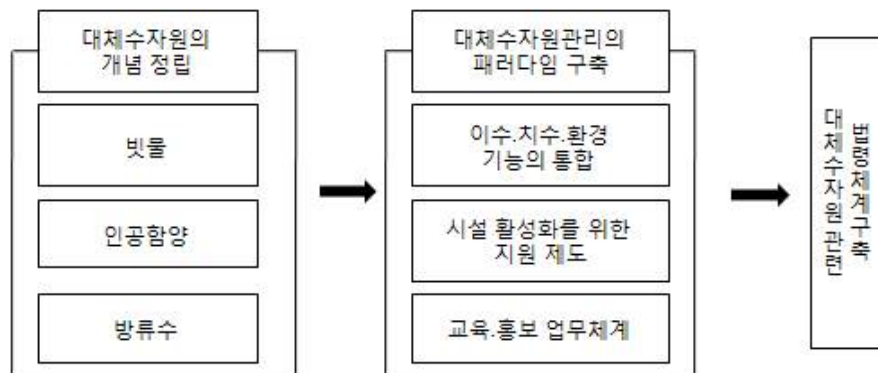 대체수자원의
개념 정립
빗물
인공함양
방류수
대체수자원관리의
패러다임 구축
이수.치수.환경
기능의 통합
시설 활성화를 위한
지원 제도
교육.홍보 업무체계
대체수자원 관련
법령체계구축